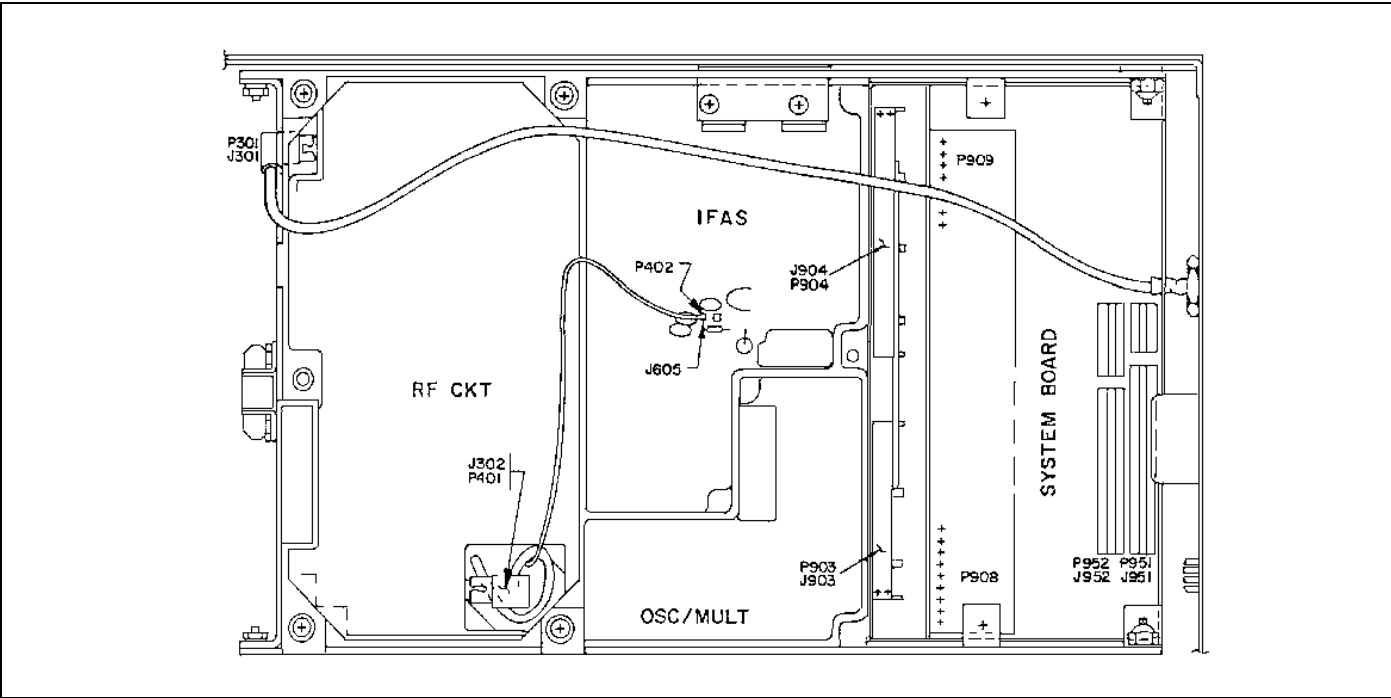 P301
J301
P909
IFAS
P402
J904
P904
J605
RF CKT
SYSTEM BOARD
J302
P401
P903
J903
P908
P952 P951
J952 J951
OSC/MULT